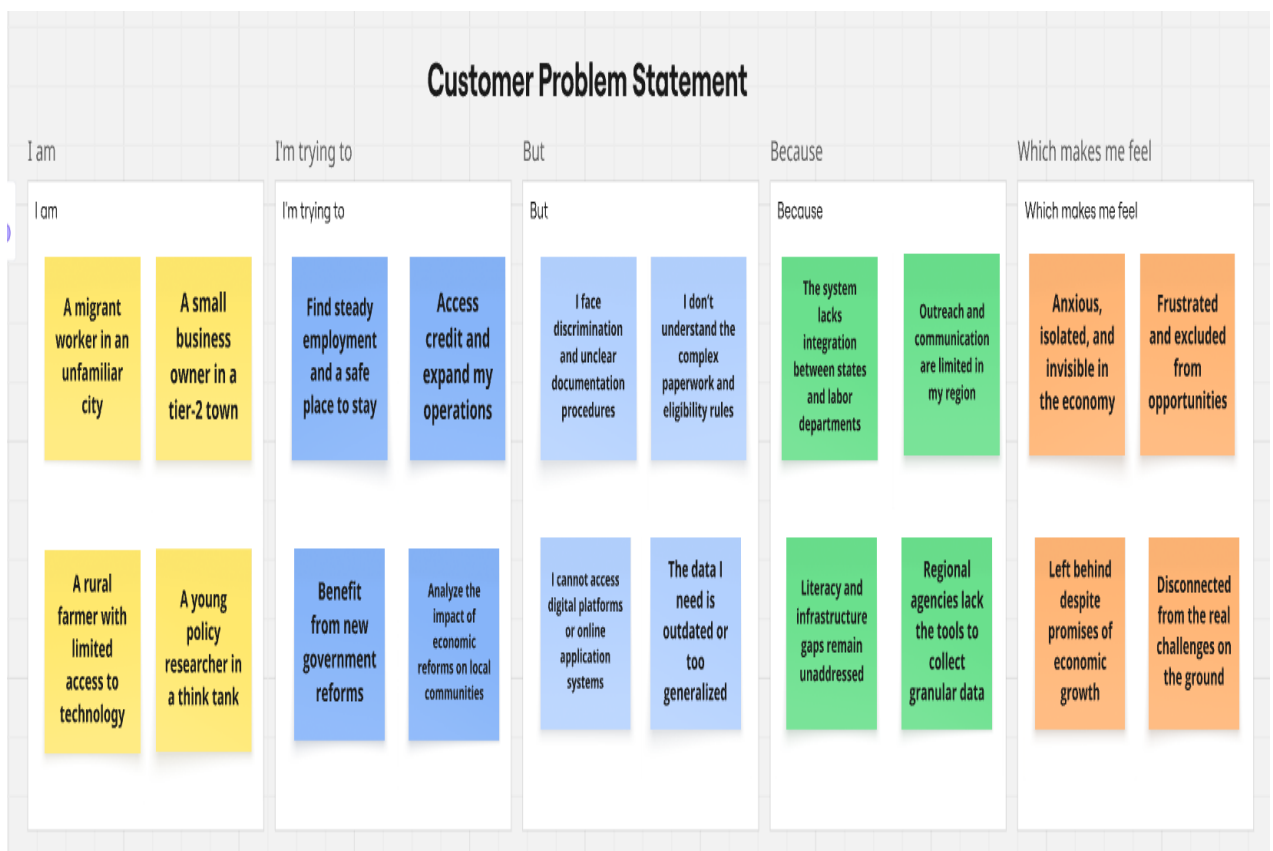 Customer Problem Statement
I am
I'm trying to
But
Because
Which makes me feel
I am
A migrant
worker in an
unfamiliar
city
A small
business
owner in a
tier-2 town
A rural
farmer with
limited
access to
technology
A young
policy
researcher in
a think tank
I'm trying to
Find steady
employment
and a safe
place to stay
Access
credit and
expand my
operations
Benefit
from new
government
reforms
Analyze the
impact of
economic
reforms on local
communities
But
I face
discrimination
and unclear
documentation
procedures
I don't
understand the
complex
paperwork and
eligibility rules
I cannot access
digital platforms
or online
application
systems
The data I
need is
outdated or
too
generalized
Because
The system
lacks
integration
between states
and labor
departments
Outreach and
communication
are limited in
my region
Literacy and
infrastructure
gaps remain
unaddressed
Regional
agencies lack
the tools to
collect
granular data
Which makes me feel
Anxious,
isolated, and
invisible in
the economy
Frustrated
and excluded
from
opportunities
Left behind
despite
promises of
economic
growth
Disconnected
from the real
challenges on
the ground